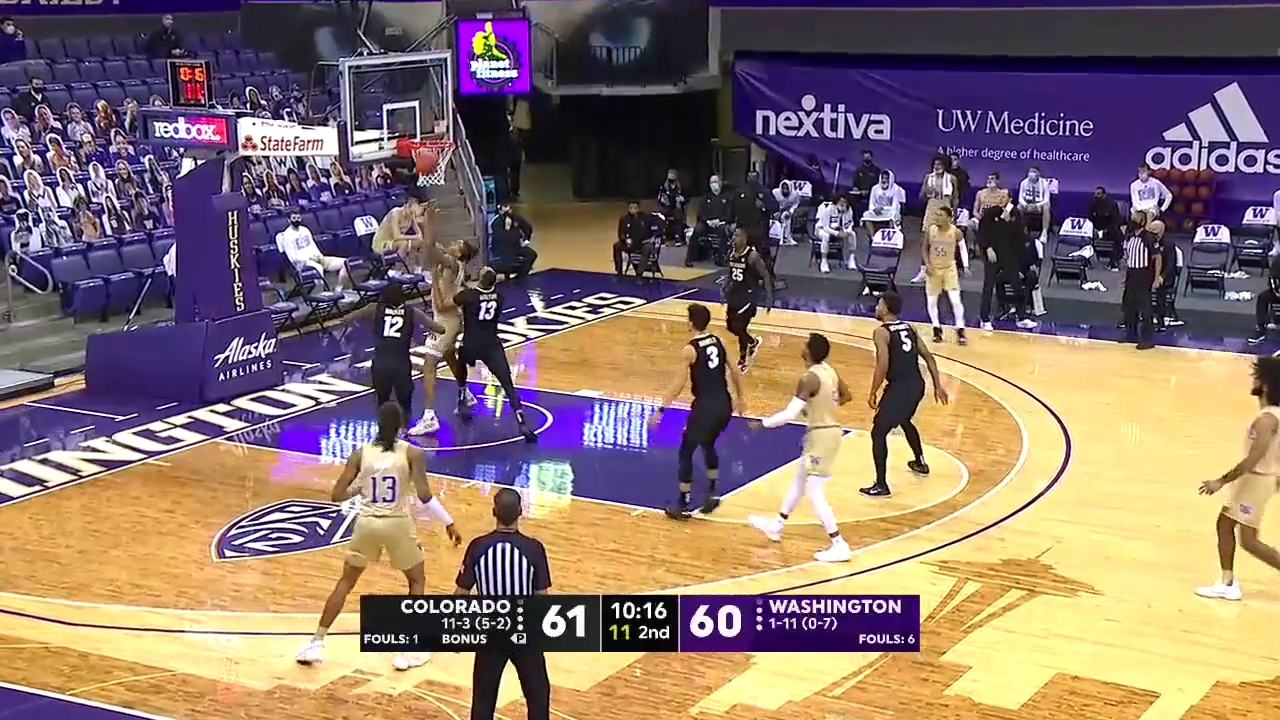 planet
fitness
redbox.
StateFarm
nextiva
UW Medicine
A higher degree of healthcare
adidas
HUSKIES
Alaska
AIRLINES
HUSKIES
INGTON
W
W
W
W
25
12
13
3
5
55
13
COLORADO
11-3 (5-2)
FOULS: 1
BONUS
P
61
10:16
11 2nd
60
WASHINGTON
1-11 (0-7)
FOULS: 6